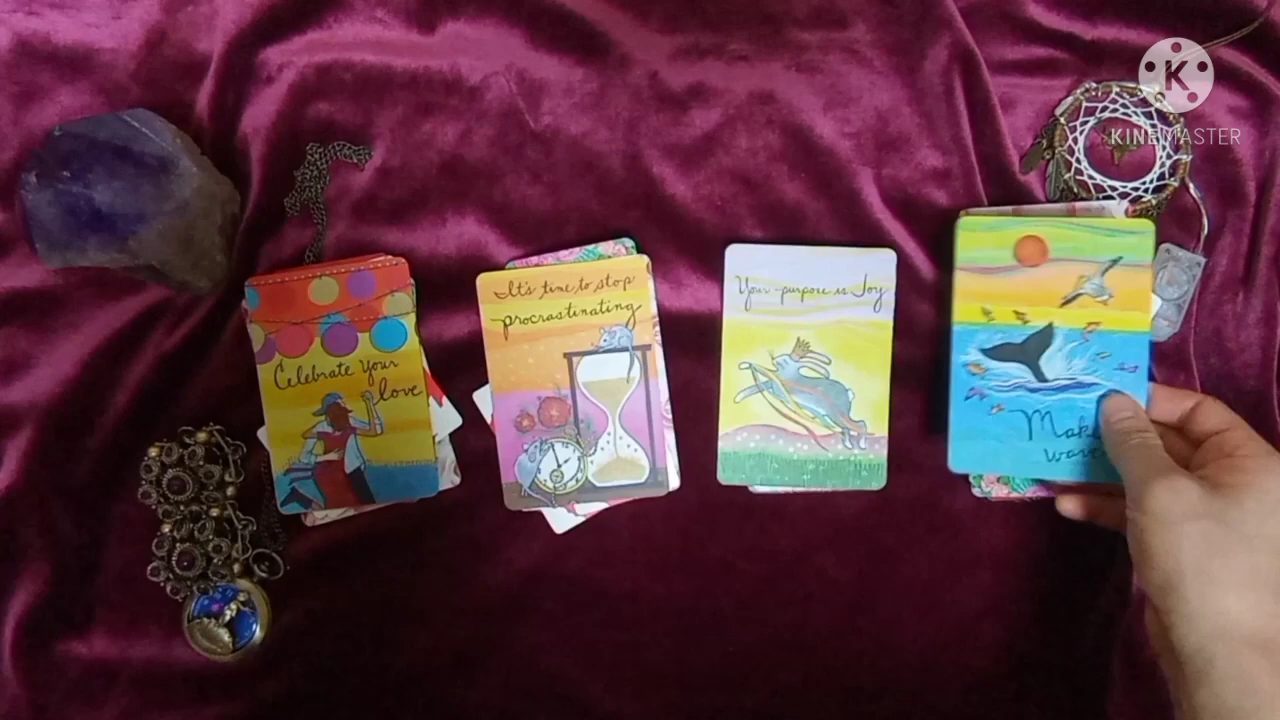 Celebrate Your
love
It's time to stop
procrastinating
Your purpose is Joy
K
KINEMASTER